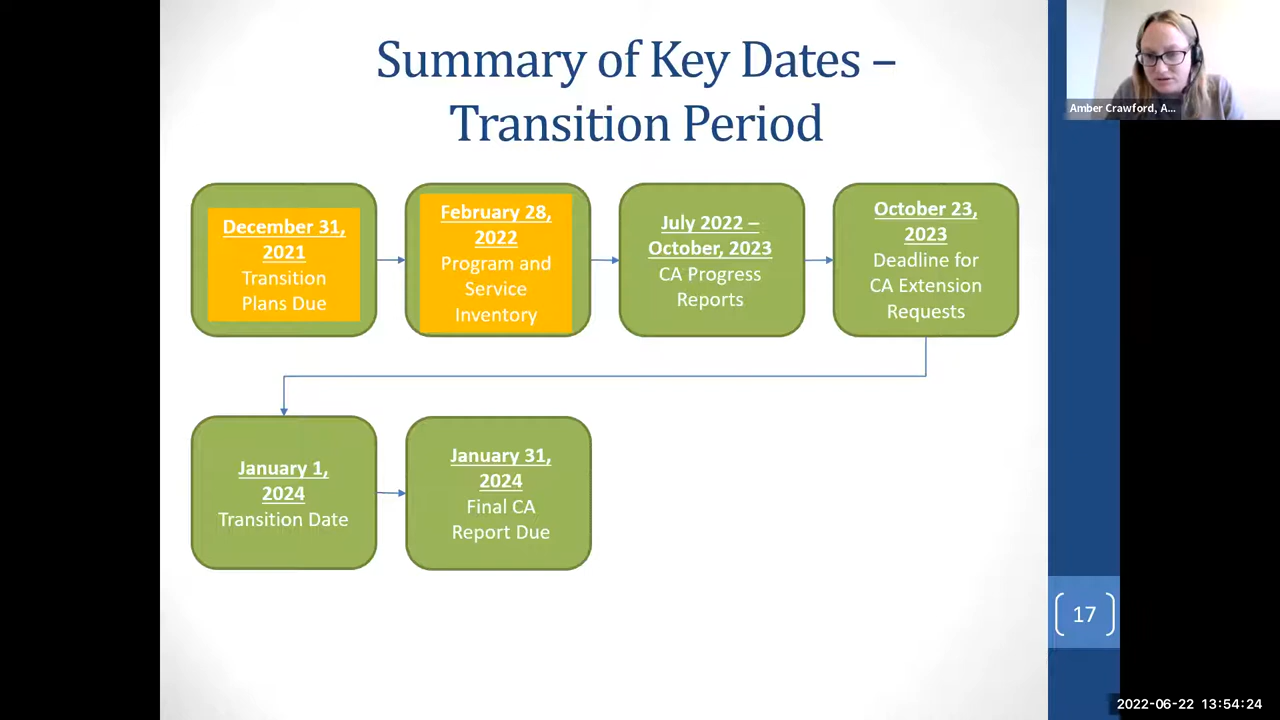 Summary of Key Dates –
Transition Period
Amber Crawford, A...
December 31,
2021
Transition
Plans Due
February 28,
2022
Program and
Service
Inventory
July 2022 –
October, 2023
CA Progress
Reports
October 23,
2023
Deadline for
CA Extension
Requests
January 1,
2024
Transition Date
January 31,
2024
Final CA
Report Due
17
2022-06-22 13:54:24